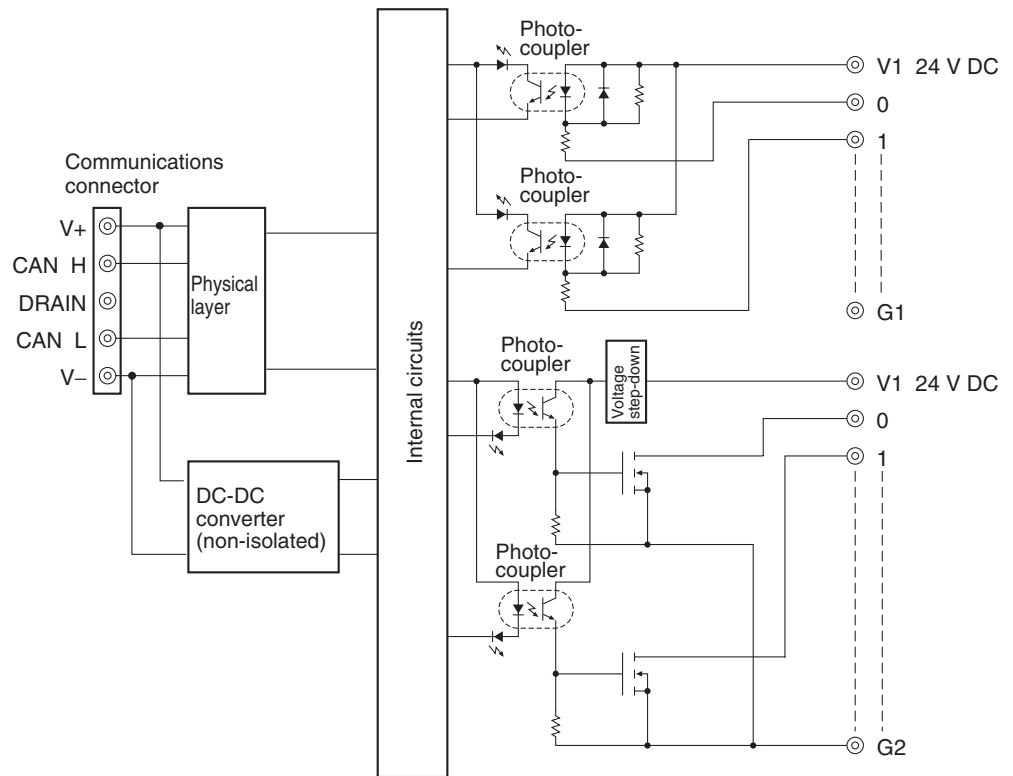 Photo-
coupler
V1 24 V DC
0
1
Communications
connector
Photo-
coupler
V+
CAN H
DRAIN
CAN L
V–
Physical
layer
G1
Internal circuits
Photo-
coupler
Voltage
step-down
V1 24 V DC
0
1
DC-DC
converter
(non-isolated)
Photo-
coupler
G2